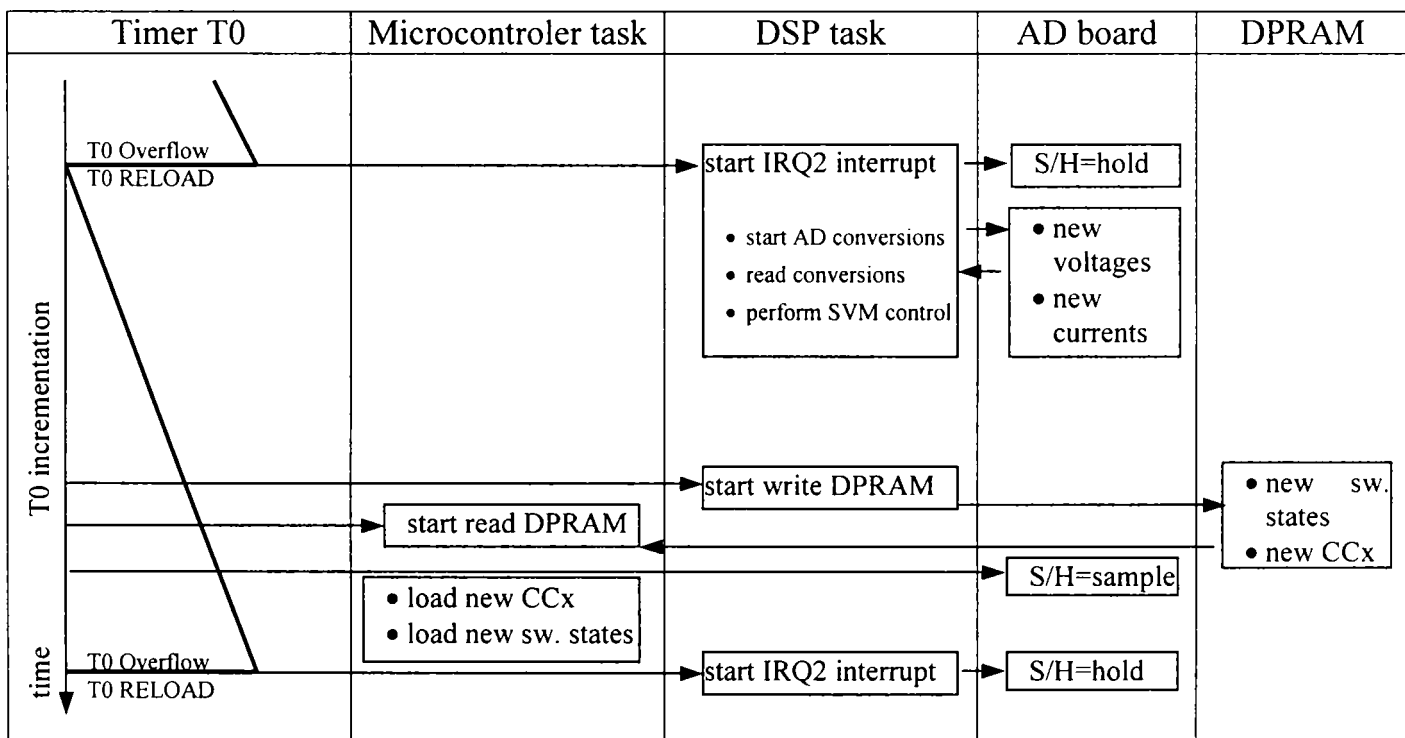 Timer T0
Microcontroler task
DSP task
AD board
DPRAM
T0 Overflow
T0 RELOAD
start IRQ2 interrupt
S/H=hold
• start AD conversions
• read conversions
• perform SVM control
• new
voltages
• new
currents
T0 incrementation
start write DPRAM
• new sw.
states
• new CCx
start read DPRAM
S/H=sample
• load new CCx
• load new sw. states
time
T0 Overflow
T0 RELOAD
start IRQ2 interrupt
S/H=hold